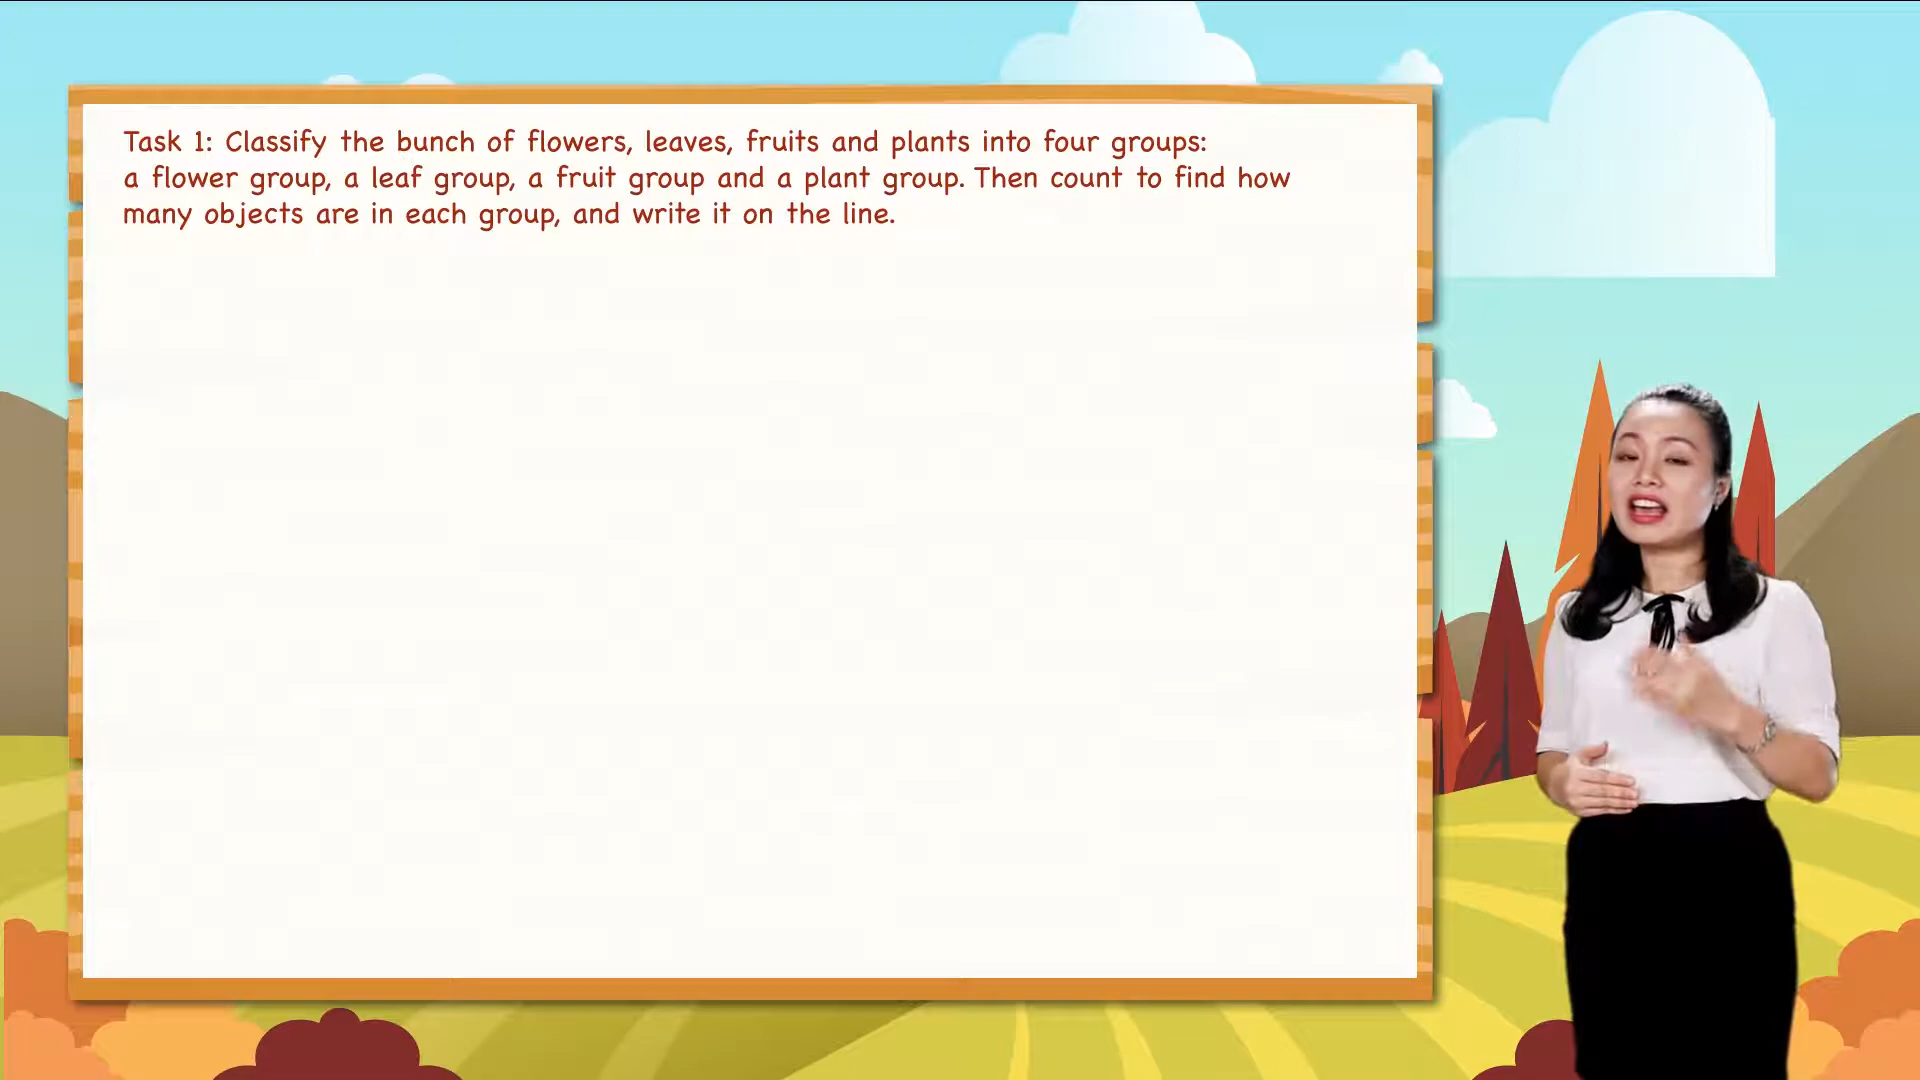 Task 1: Classify the bunch of flowers, leaves, fruits and plants into four groups:
a flower group, a leaf group, a fruit group and a plant group. Then count to find how
many objects are in each group, and write it on the line.